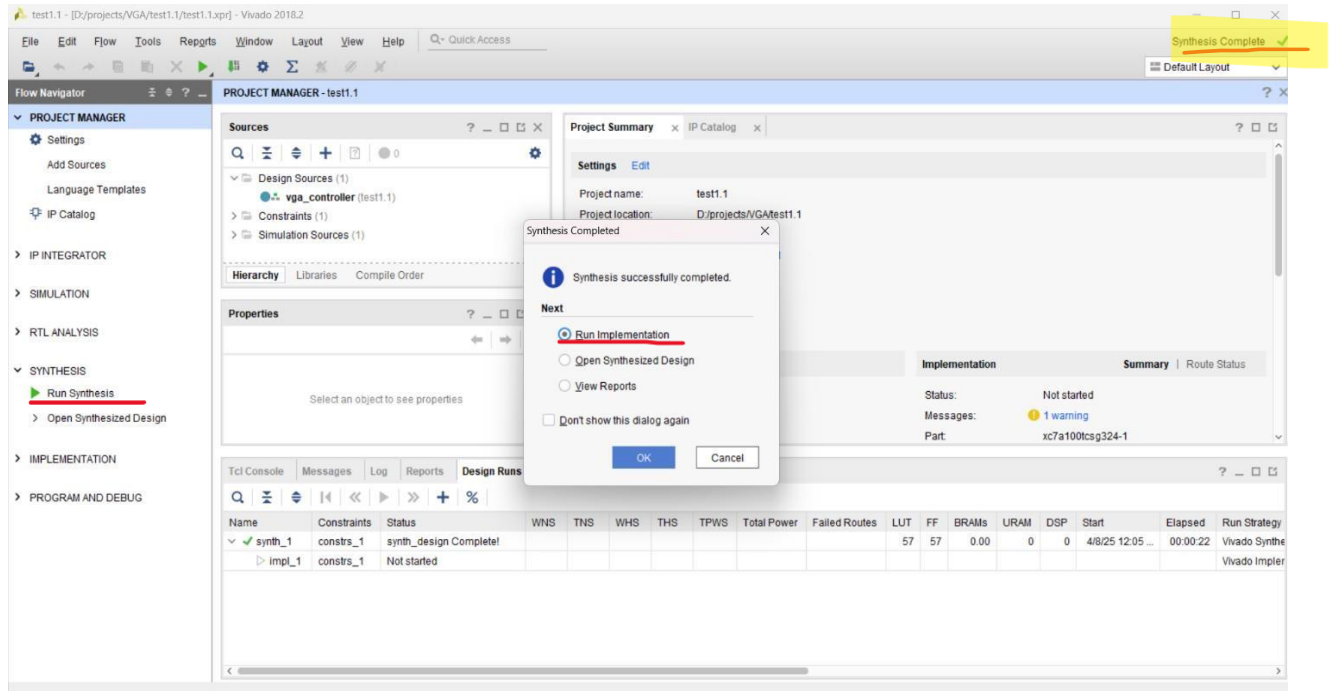 test1.1 - [D:/projects/VGA/test1.1/test1.1.xpr] - Vivado 2018.2
File Edit Flow Tools Reports Window Layout View Help Quick Access
Synthesis Complete
Default Layout
Flow Navigator
PROJECT MANAGER
Settings
Add Sources
Language Templates
IP Catalog
IP INTEGRATOR
SIMULATION
RTL ANALYSIS
SYNTHESIS
Run Synthesis
Open Synthesized Design
IMPLEMENTATION
PROGRAM AND DEBUG
PROJECT MANAGER - test1.1
Sources
0
Design Sources (1)
vga_controller (test1.1)
Constraints (1)
Simulation Sources (1)
Hierarchy Libraries Compile Order
Properties
Select an object to see properties
Project Summary IP Catalog
Settings Edit
Project name: test1.1
Project location: D:/projects/VGA/test1.1
Synthesis Completed
Synthesis successfully completed.
Next
Run Implementation
Open Synthesized Design
View Reports
Don't show this dialog again
OK Cancel
Implementation Summary | Route Status
Status: Not started
Messages: 1 warning
Part: xc7a100tcsg324-1
Tcl Console Messages Log Reports Design Runs
Name Constraints Status WNS TNS WHS THS TPWS Total Power Failed Routes LUT FF BRAMs URAM DSP Start Elapsed Run Strategy
synth_1 constrs_1 synth_design Complete! 57 57 0.00 0 0 4/8/25 12:05 ... 00:00:22 Vivado Synthe
impl_1 constrs_1 Not started Vivado Impler